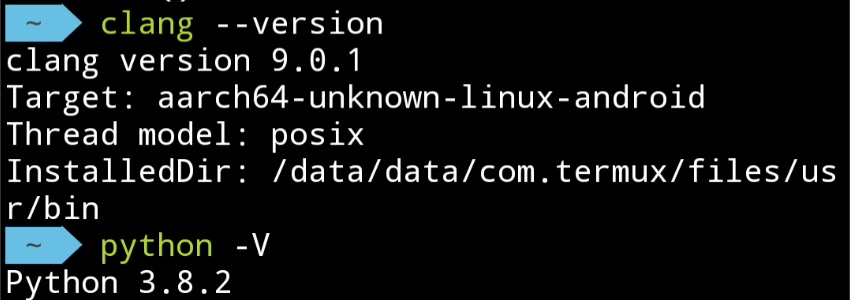 ~ clang --version
clang version 9.0.1
Target: aarch64-unknown-linux-android
Thread model: posix
InstalledDir: /data/data/com.termux/files/us
r/bin
~ python -V
Python 3.8.2